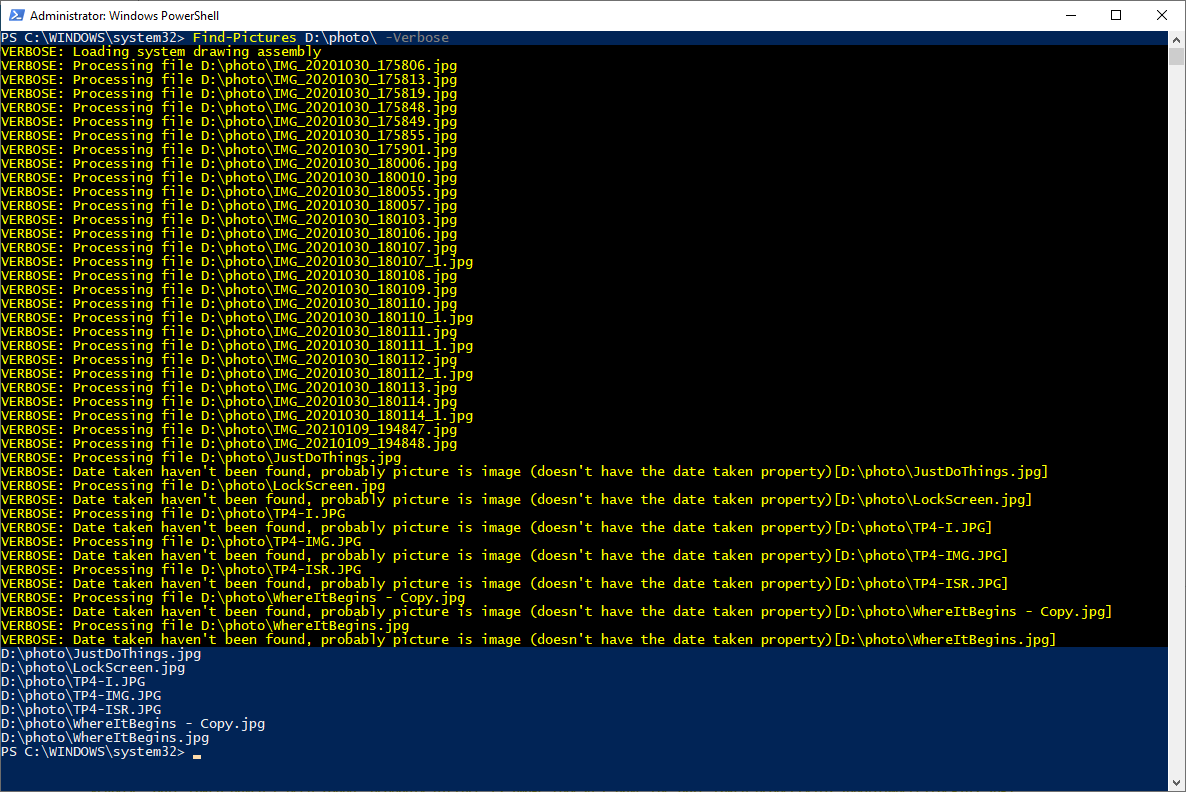 Administrator: Windows PowerShell
PS C:\WINDOWS\system32> Find-Pictures D:\photo\ -Verbose
VERBOSE: Loading system drawing assembly
VERBOSE: Processing file D:\photo\IMG_20201030_175806.jpg
VERBOSE: Processing file D:\photo\IMG_20201030_175813.jpg
VERBOSE: Processing file D:\photo\IMG_20201030_175819.jpg
VERBOSE: Processing file D:\photo\IMG_20201030_175848.jpg
VERBOSE: Processing file D:\photo\IMG_20201030_175849.jpg
VERBOSE: Processing file D:\photo\IMG_20201030_175855.jpg
VERBOSE: Processing file D:\photo\IMG_20201030_175901.jpg
VERBOSE: Processing file D:\photo\IMG_20201030_180006.jpg
VERBOSE: Processing file D:\photo\IMG_20201030_180010.jpg
VERBOSE: Processing file D:\photo\IMG_20201030_180055.jpg
VERBOSE: Processing file D:\photo\IMG_20201030_180057.jpg
VERBOSE: Processing file D:\photo\IMG_20201030_180103.jpg
VERBOSE: Processing file D:\photo\IMG_20201030_180106.jpg
VERBOSE: Processing file D:\photo\IMG_20201030_180107.jpg
VERBOSE: Processing file D:\photo\IMG_20201030_180107_1.jpg
VERBOSE: Processing file D:\photo\IMG_20201030_180108.jpg
VERBOSE: Processing file D:\photo\IMG_20201030_180109.jpg
VERBOSE: Processing file D:\photo\IMG_20201030_180110.jpg
VERBOSE: Processing file D:\photo\IMG_20201030_180110_1.jpg
VERBOSE: Processing file D:\photo\IMG_20201030_180111.jpg
VERBOSE: Processing file D:\photo\IMG_20201030_180111_1.jpg
VERBOSE: Processing file D:\photo\IMG_20201030_180112.jpg
VERBOSE: Processing file D:\photo\IMG_20201030_180112_1.jpg
VERBOSE: Processing file D:\photo\IMG_20201030_180113.jpg
VERBOSE: Processing file D:\photo\IMG_20201030_180114.jpg
VERBOSE: Processing file D:\photo\IMG_20201030_180114_1.jpg
VERBOSE: Processing file D:\photo\IMG_20210109_194847.jpg
VERBOSE: Processing file D:\photo\IMG_20210109_194848.jpg
VERBOSE: Processing file D:\photo\JustDoThings.jpg
VERBOSE: Date taken haven't been found, probably picture is image (doesn't have the date taken property)[D:\photo\JustDoThings.jpg]
VERBOSE: Processing file D:\photo\LockScreen.jpg
VERBOSE: Date taken haven't been found, probably picture is image (doesn't have the date taken property)[D:\photo\LockScreen.jpg]
VERBOSE: Processing file D:\photo\TP4-I.JPG
VERBOSE: Date taken haven't been found, probably picture is image (doesn't have the date taken property)[D:\photo\TP4-I.JPG]
VERBOSE: Processing file D:\photo\TP4-IMG.JPG
VERBOSE: Date taken haven't been found, probably picture is image (doesn't have the date taken property)[D:\photo\TP4-IMG.JPG]
VERBOSE: Processing file D:\photo\TP4-ISR.JPG
VERBOSE: Date taken haven't been found, probably picture is image (doesn't have the date taken property)[D:\photo\TP4-ISR.JPG]
VERBOSE: Processing file D:\photo\WhereItBegins - Copy.jpg
VERBOSE: Date taken haven't been found, probably picture is image (doesn't have the date taken property)[D:\photo\WhereItBegins - Copy.jpg]
VERBOSE: Processing file D:\photo\WhereItBegins.jpg
VERBOSE: Date taken haven't been found, probably picture is image (doesn't have the date taken property)[D:\photo\WhereItBegins.jpg]
D:\photo\JustDoThings.jpg
D:\photo\LockScreen.jpg
D:\photo\TP4-I.JPG
D:\photo\TP4-IMG.JPG
D:\photo\TP4-ISR.JPG
D:\photo\WhereItBegins - Copy.jpg
D:\photo\WhereItBegins.jpg
PS C:\WINDOWS\system32>